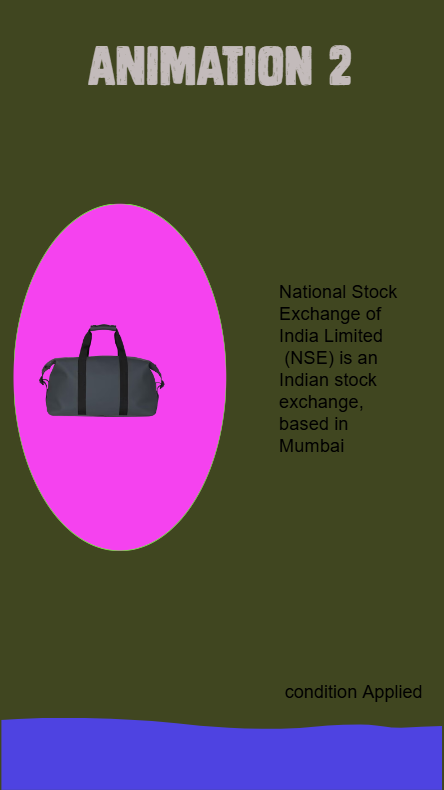 ANIMATION 2
National Stock
Exchange of
India Limited
(NSE) is an
Indian stock
exchange,
based in
Mumbai
condition Applied